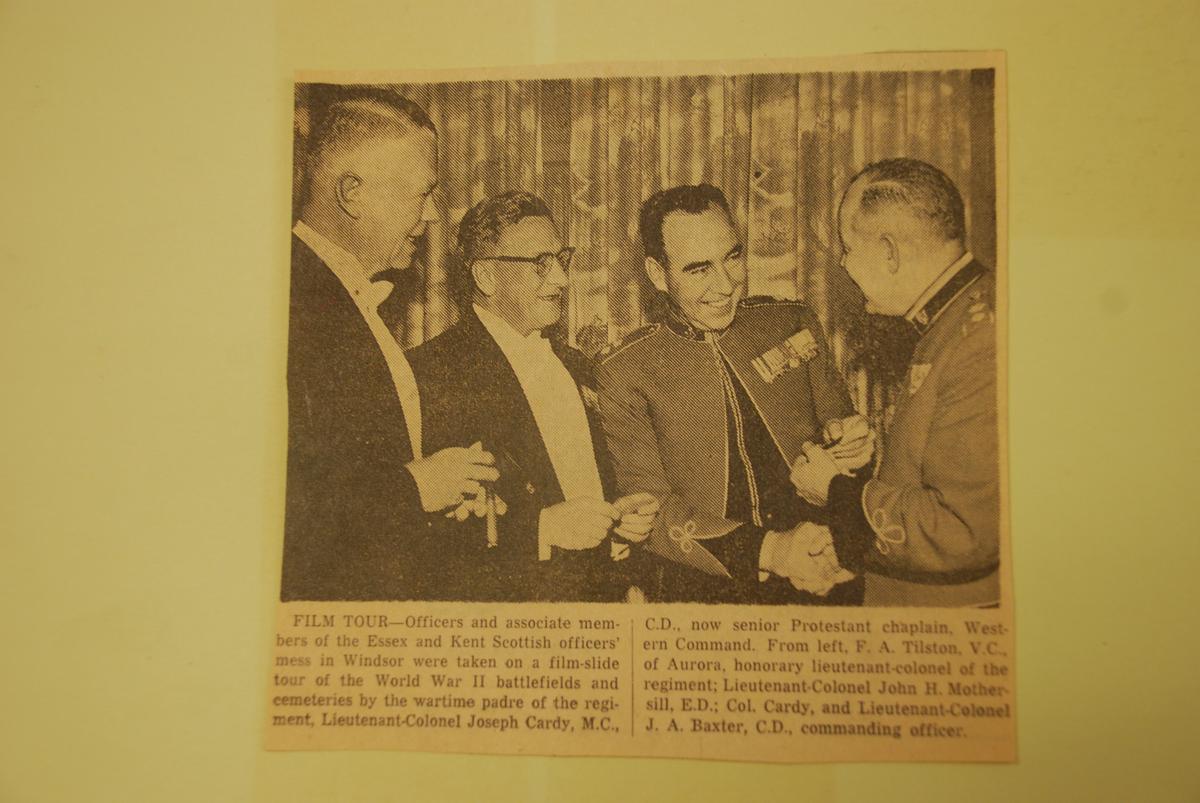 FILM TOUR—Officers and associate mem-
bers of the Essex and Kent Scottish officers'
mess in Windsor were taken on a film-slide
tour of the World War II battlefields and
cemeteries by the wartime padre of the regi-
ment, Lieutenant-Colonel Joseph Cardy, M.C.,
C.D., now senior Protestant chaplain, West-
ern Command. From left, F. A. Tilston, V.C.,
of Aurora, honorary lieutenant-colonel of the
regiment; Lieutenant-Colonel John H. Mother-
sill, E.D.; Col. Cardy, and Lieutenant-Colonel
J. A. Baxter, C.D., commanding officer.